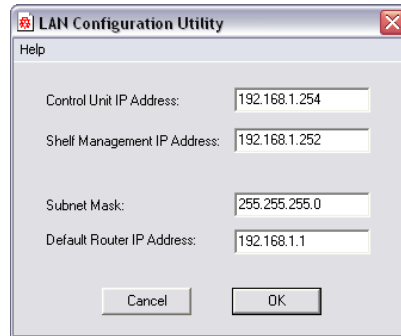 LAN Configuration Utility
Help
Control Unit IP Address: 192.168.1.254
Shelf Management IP Address: 192.168.1.252
Subnet Mask: 255.255.255.0
Default Router IP Address: 192.168.1.1
Cancel OK